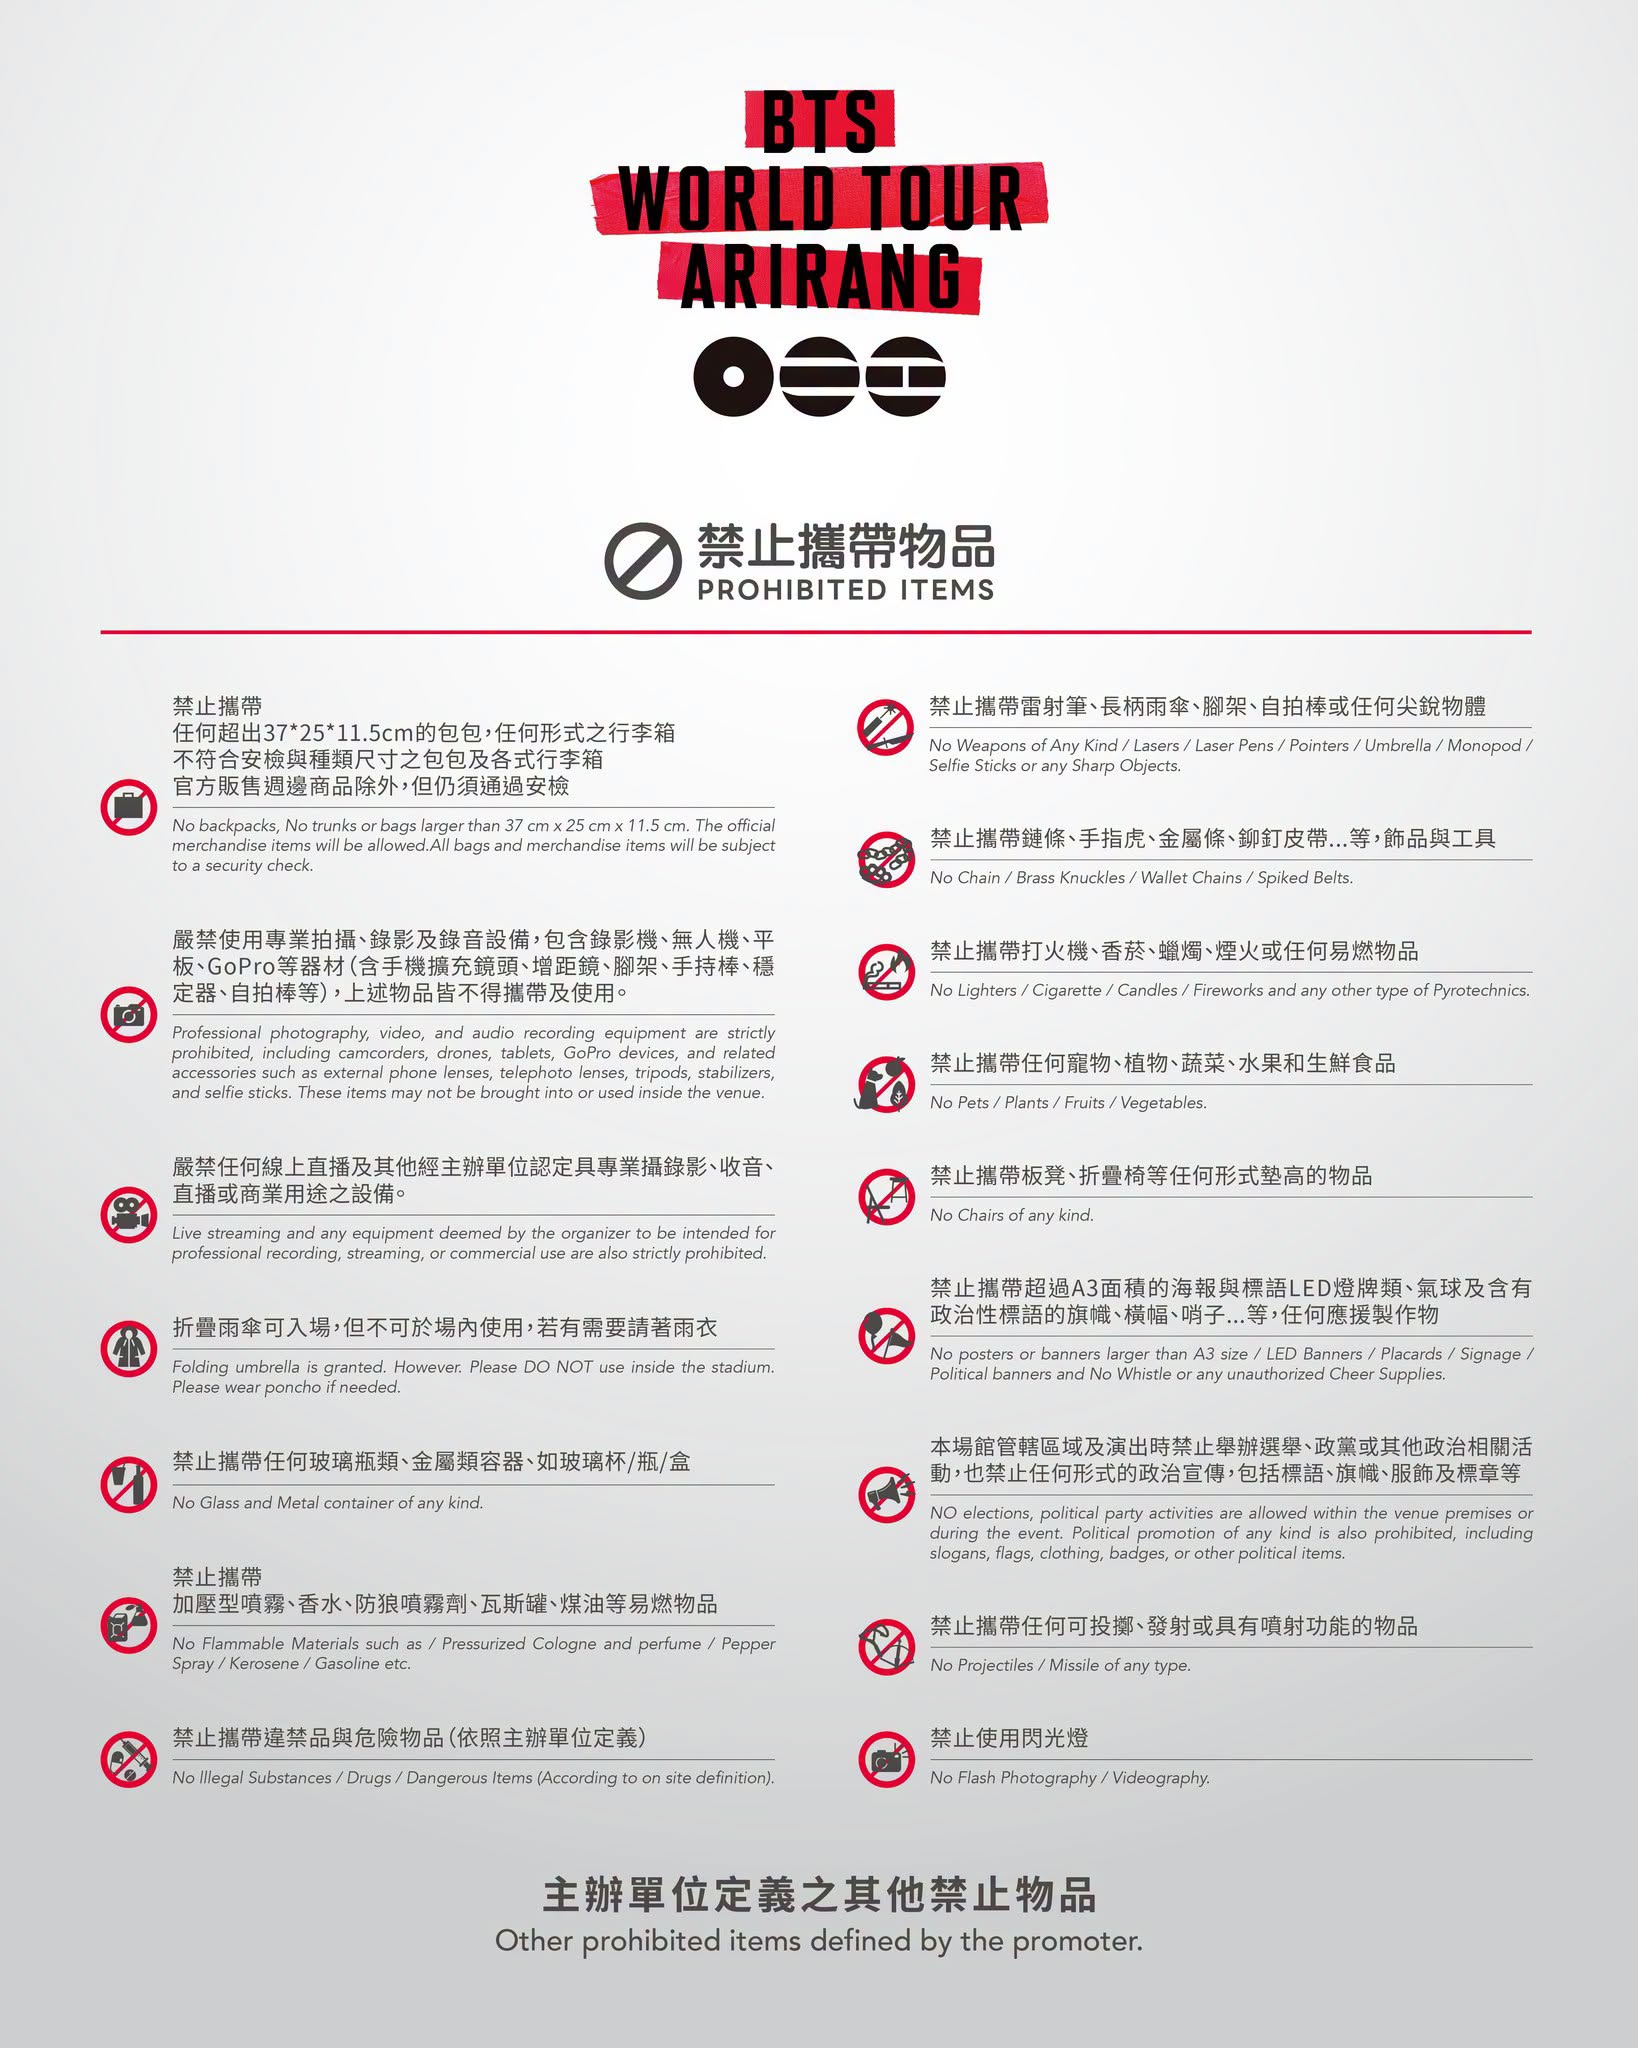 BTS
WORLD TOUR
ARIRANG
禁止攜帶物品
PROHIBITED ITEMS
禁止攜帶
任何超出37*25*11.5cm的包包,任何形式之行李箱
不符合安檢與種類尺寸之包包及各式行李箱
官方販售週邊商品除外,但仍須通過安檢
No backpacks, No trunks or bags larger than 37 cm x 25 cm x 11.5 cm. The official
merchandise items will be allowed.All bags and merchandise items will be subject
to a security check.
嚴禁使用專業拍攝、錄影及錄音設備,包含錄影機、無人機、平
板、GoPro等器材(含手機擴充鏡頭、增距鏡、腳架、手持棒、穩
定器、自拍棒等),上述物品皆不得攜帶及使用。
Professional photography, video, and audio recording equipment are strictly
prohibited, including camcorders, drones, tablets, GoPro devices, and related
accessories such as external phone lenses, telephoto lenses, tripods, stabilizers,
and selfie sticks. These items may not be brought into or used inside the venue.
嚴禁任何線上直播及其他經主辦單位認定具專業攝錄影、收音、
直播或商業用途之設備。
Live streaming and any equipment deemed by the organizer to be intended for
professional recording, streaming, or commercial use are also strictly prohibited.
折疊雨傘可入場,但不可於場內使用,若有需要請著雨衣
Folding umbrella is granted. However. Please DO NOT use inside the stadium.
Please wear poncho if needed.
禁止攜帶任何玻璃瓶類、金屬類容器、如玻璃杯/瓶/盒
No Glass and Metal container of any kind.
禁止攜帶
加壓型噴霧、香水、防狼噴霧劑、瓦斯罐、煤油等易燃物品
No Flammable Materials such as / Pressurized Cologne and perfume / Pepper
Spray / Kerosene / Gasoline etc.
禁止攜帶違禁品與危險物品(依照主辦單位定義)
No Illegal Substances / Drugs / Dangerous Items (According to on site definition).
禁止攜帶雷射筆、長柄雨傘、腳架、自拍棒或任何尖銳物體
No Weapons of Any Kind / Lasers / Laser Pens / Pointers / Umbrella / Monopod /
Selfie Sticks or any Sharp Objects.
禁止攜帶鏈條、手指虎、金屬條、鉚釘皮帶...等,飾品與工具
No Chain / Brass Knuckles / Wallet Chains / Spiked Belts.
禁止攜帶打火機、香菸、蠟燭、煙火或任何易燃物品
No Lighters / Cigarette / Candles / Fireworks and any other type of Pyrotechnics.
禁止攜帶任何寵物、植物、蔬菜、水果和生鮮食品
No Pets / Plants / Fruits / Vegetables.
禁止攜帶板凳、折疊椅等任何形式墊高的物品
No Chairs of any kind.
禁止攜帶超過A3面積的海報與標語LED燈牌類、氣球及含有
政治性標語的旗幟、橫幅、哨子...等,任何應援製作物
No posters or banners larger than A3 size / LED Banners / Placards / Signage /
Political banners and No Whistle or any unauthorized Cheer Supplies.
本場館管轄區域及演出時禁止舉辦選舉、政黨或其他政治相關活
動,也禁止任何形式的政治宣傳,包括標語、旗幟、服飾及標章等
NO elections, political party activities are allowed within the venue premises or
during the event. Political promotion of any kind is also prohibited, including
slogans, flags, clothing, badges, or other political items.
禁止攜帶任何可投擲、發射或具有噴射功能的物品
No Projectiles / Missile of any type.
禁止使用閃光燈
No Flash Photography / Videography.
主辦單位定義之其他禁止物品
Other prohibited items defined by the promoter.